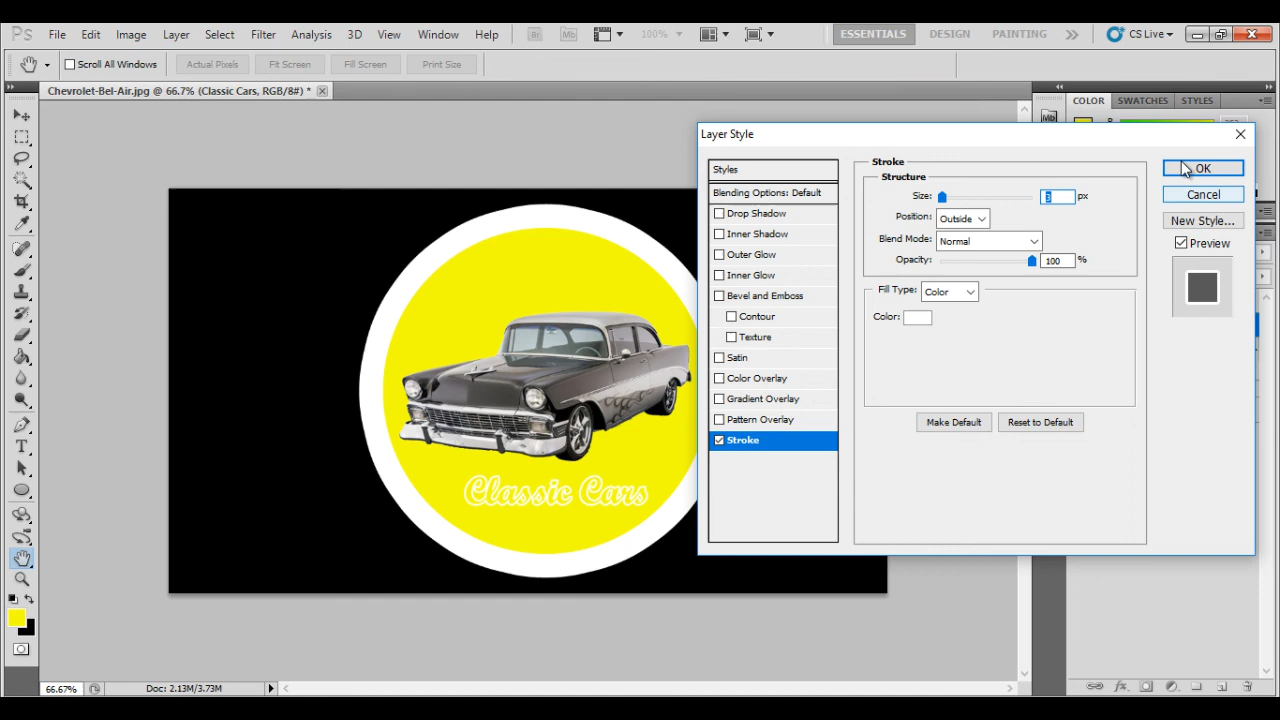 Ps File Edit Image Layer Select Filter Analysis 3D View Window Help Br Mb 100% ESSENTIALS DESIGN PAINTING CS Live
Scroll All Windows Actual Pixels Fit Screen Fill Screen Print Size
Chevrolet-Bel-Air.jpg @ 66.7% (Classic Cars, RGB/8#) *
COLOR SWATCHES STYLES
Mb
Layer Style
Styles
Blending Options: Default
Drop Shadow
Inner Shadow
Outer Glow
Inner Glow
Bevel and Emboss
Contour
Texture
Satin
Color Overlay
Gradient Overlay
Pattern Overlay
Stroke
Stroke
Structure
Size: 3 px
Position: Outside
Blend Mode: Normal
Opacity: 100 %
Fill Type: Color
Color:
Make Default Reset to Default
OK
Cancel
New Style...
Preview
Classic Cars
66.67% Doc: 2.13M/3.73M